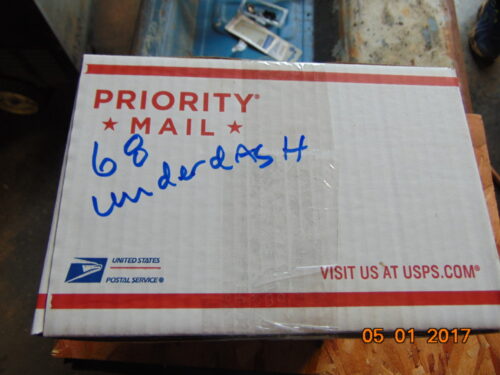 PRIORITY®
★ MAIL ★
68
underdASH
UNITED STATES
POSTAL SERVICE®
VISIT US AT USPS.COM®
05 01 2017